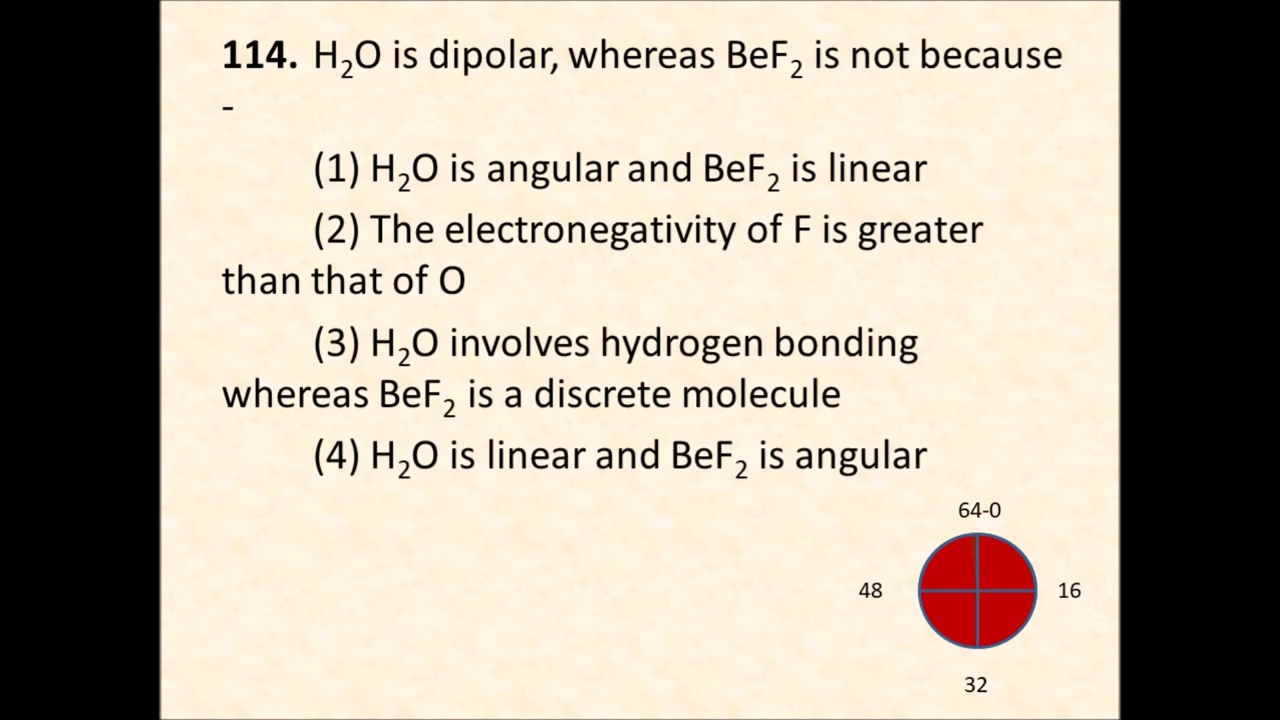 114. H₂O is dipolar, whereas BeF₂ is not because
-
(1) H₂O is angular and BeF₂ is linear
(2) The electronegativity of F is greater
than that of O
(3) H₂O involves hydrogen bonding
whereas BeF₂ is a discrete molecule
(4) H₂O is linear and BeF₂ is angular
64-0
48
16
32